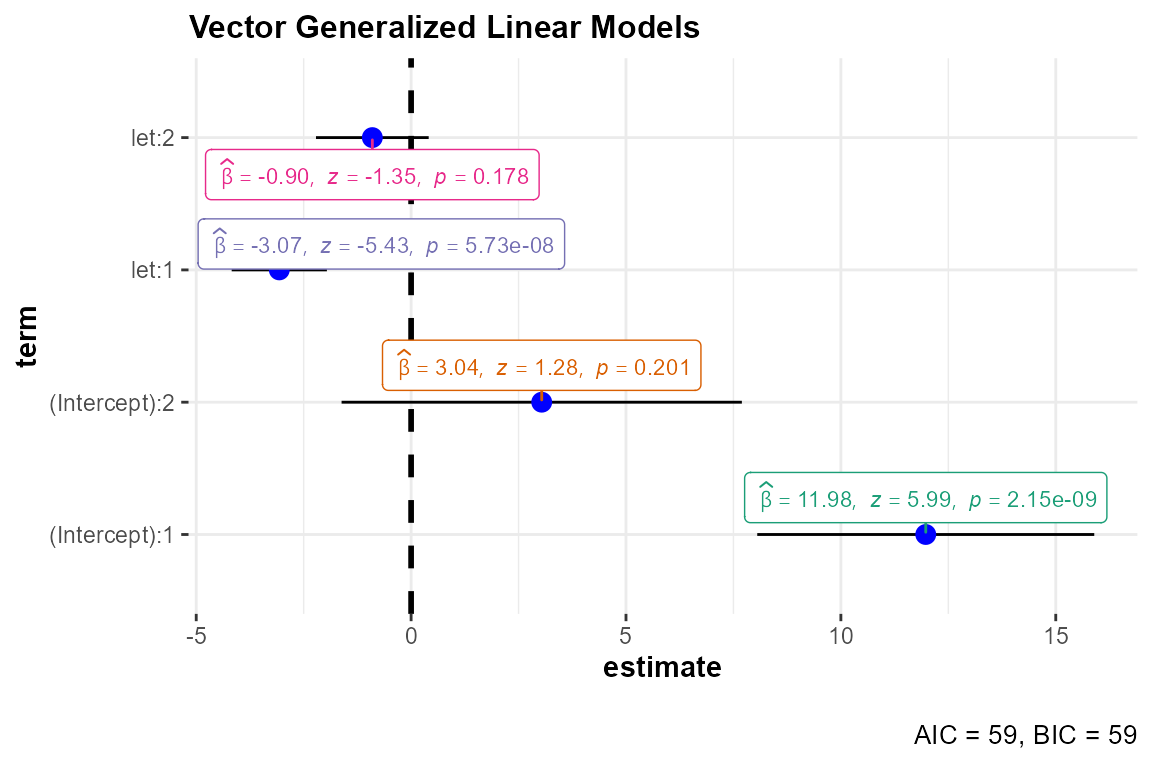 Vector Generalized Linear Models
let:2
β̂ = -0.90, z = -1.35, p = 0.178
β̂ = -3.07, z = -5.43, p = 5.73e-08
let:1
term
β̂ = 3.04, z = 1.28, p = 0.201
(Intercept):2
β̂ = 11.98, z = 5.99, p = 2.15e-09
(Intercept):1
-5 0 5 10 15
estimate
AIC = 59, BIC = 59